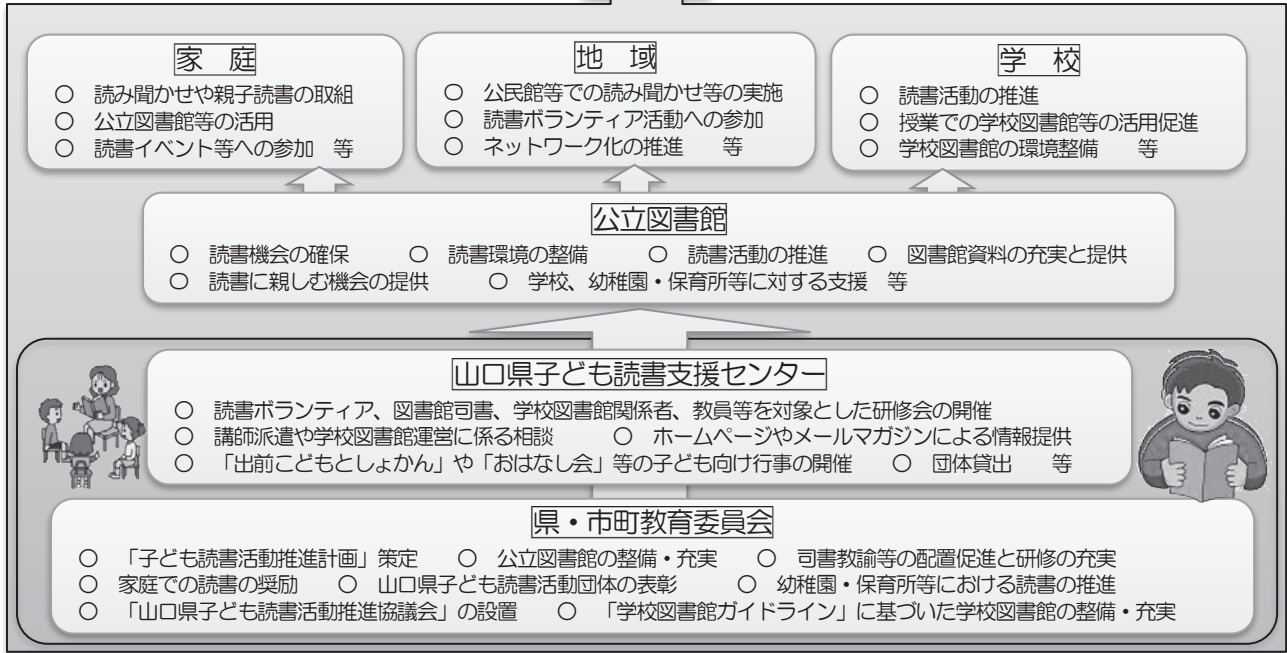 家 庭
○ 読み聞かせや親子読書の取組
○ 公立図書館等の活用
○ 読書イベント等への参加 等
地 域
○ 公民館等での読み聞かせ等の実施
○ 読書ボランティア活動への参加
○ ネットワーク化の推進 等
学 校
○ 読書活動の推進
○ 授業での学校図書館等の活用促進
○ 学校図書館の環境整備 等
公立図書館
○ 読書機会の確保 ○ 読書環境の整備 ○ 読書活動の推進 ○ 図書館資料の充実と提供
○ 読書に親しむ機会の提供 ○ 学校、幼稚園・保育所等に対する支援 等
山口県子ども読書支援センター
○ 読書ボランティア、図書館司書、学校図書館関係者、教員等を対象とした研修会の開催
○ 講師派遣や学校図書館運営に係る相談 ○ ホームページやメールマガジンによる情報提供
○ 「出前こどもとしょかん」や「おはなし会」等の子ども向け行事の開催 ○ 団体貸出 等
県・市町教育委員会
○ 「子ども読書活動推進計画」策定 ○ 公立図書館の整備・充実 ○ 司書教諭等の配置促進と研修の充実
○ 家庭での読書の奨励 ○ 山口県子ども読書活動団体の表彰 ○ 幼稚園・保育所等における読書の推進
○ 「山口県子ども読書活動推進協議会」の設置 ○ 「学校図書館ガイドライン」に基づいた学校図書館の整備・充実